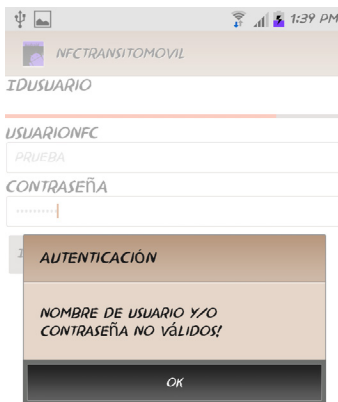 1:39 PM
NFCTRANSITOMOVIL
IDUSUARIO
USUARIONFC
PRUEBA
CONTRASEÑA
AUTENTICACIÓN
NOMBRE DE USUARIO Y/O
CONTRASEÑA NO VÁLIDOS!
OK